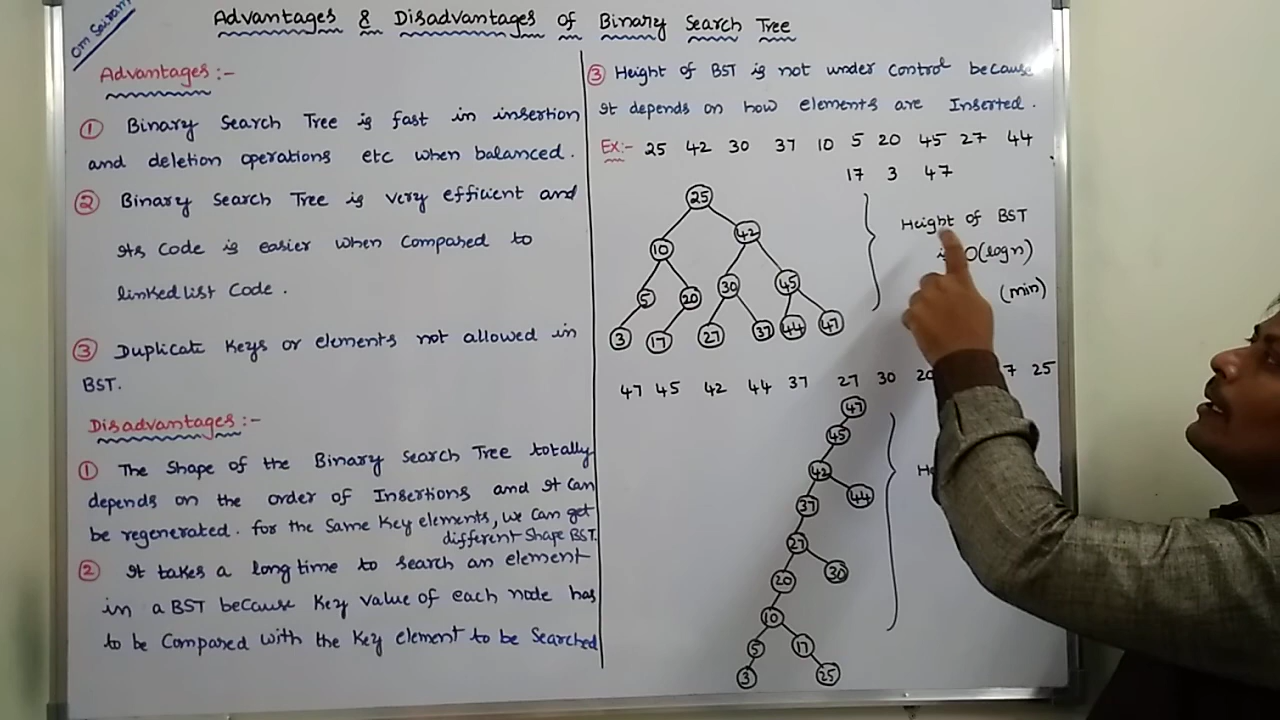 Om Sairam
Advantages & Disadvantages of Binary Search Tree
Advantages :-
① Binary Search Tree is fast in insertion
and deletion operations etc when balanced.
② Binary Search Tree is very efficient and
its code is easier when compared to
linked list code.
③ Duplicate keys or elements not allowed in
BST.
Disadvantages :-
① The Shape of the Binary Search Tree totally
depends on the order of Insertions and it can
be regenerated. for the same key elements, we can get
different shape BST.
② It takes a long time to search an element
in a BST because key value of each node has
to be compared with the key element to be searched
③ Height of BST is not under control because
it depends on how elements are Inserted.
Ex:- 25 42 30 37 10 5 20 45 27 44
17 3 47
25
10 42
5 20 30 45
3 17 27 37 44 47
Height of BST
O(log n)
(min)
47 45 42 44 37 27 30 20 7 25
47
45
42
44
37
27
30
20
10
5 17
3 25